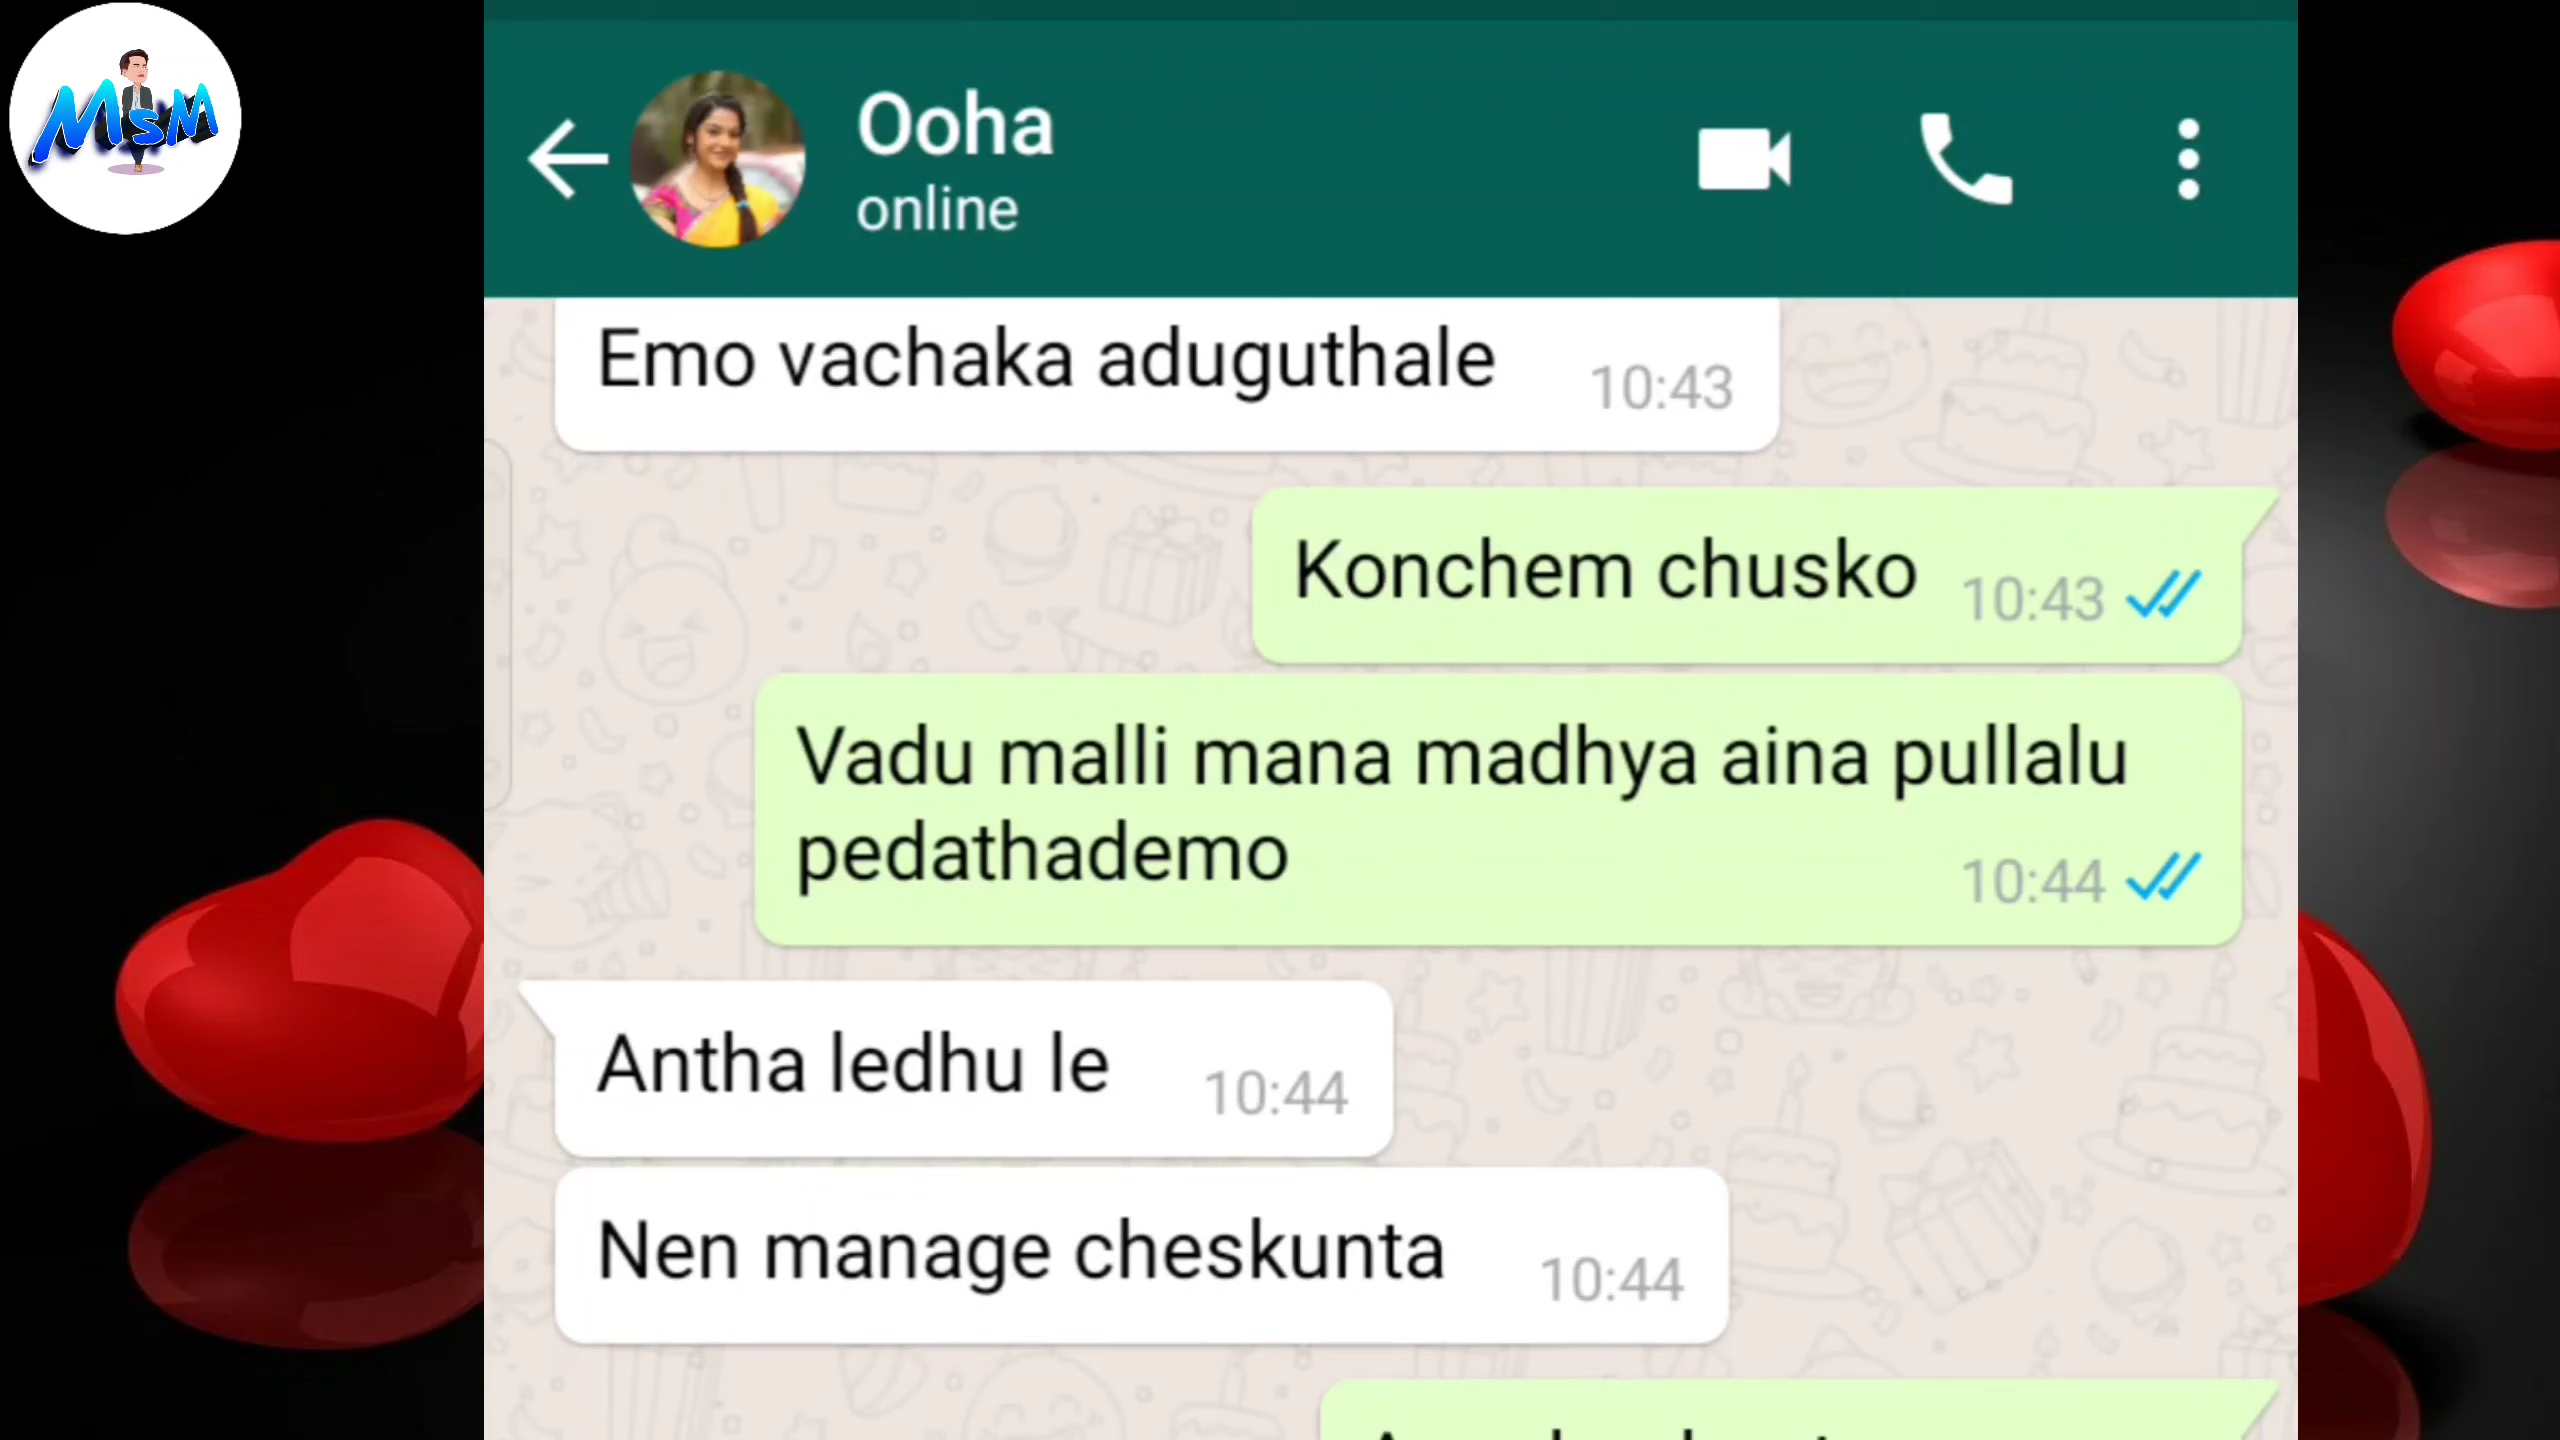 MSM
Ooha
online
Emo vachaka aduguthale
10:43
Konchem chusko
10:43
Vadu malli mana madhya aina pullalu
pedathademo
10:44
Antha ledhu le
10:44
Nen manage cheskunta
10:44